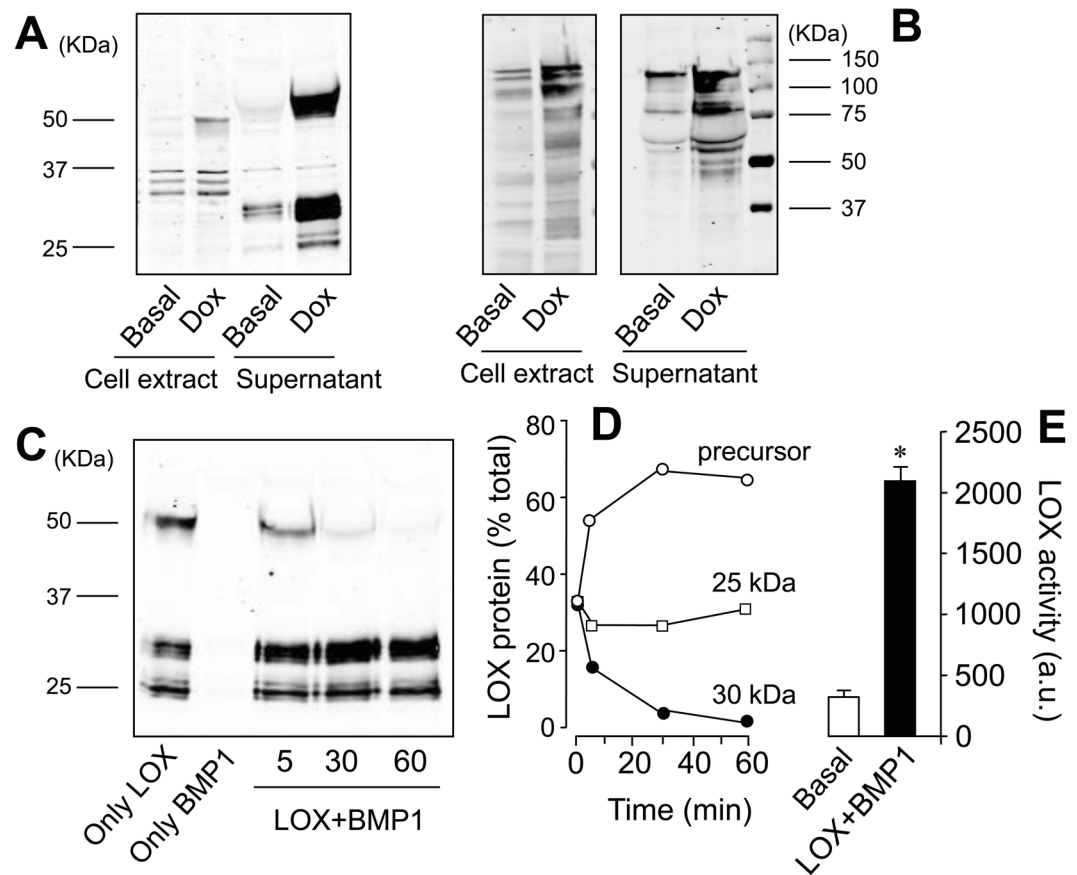 A
(KDa)
50
37
25
Basal
Dox
Basal
Dox
Cell extract
Supernatant
B
(KDa)
150
100
75
50
37
Basal
Dox
Basal
Dox
Cell extract
Supernatant
C
(KDa)
50
37
25
Only LOX
Only BMP1
5
30
60
LOX+BMP1
D
LOX protein (% total)
80
60
40
20
0
precursor
25 kDa
30 kDa
0
20
40
60
Time (min)
E
*
2500
2000
1500
1000
500
0
LOX activity (a.u.)
Basal
LOX+BMP1